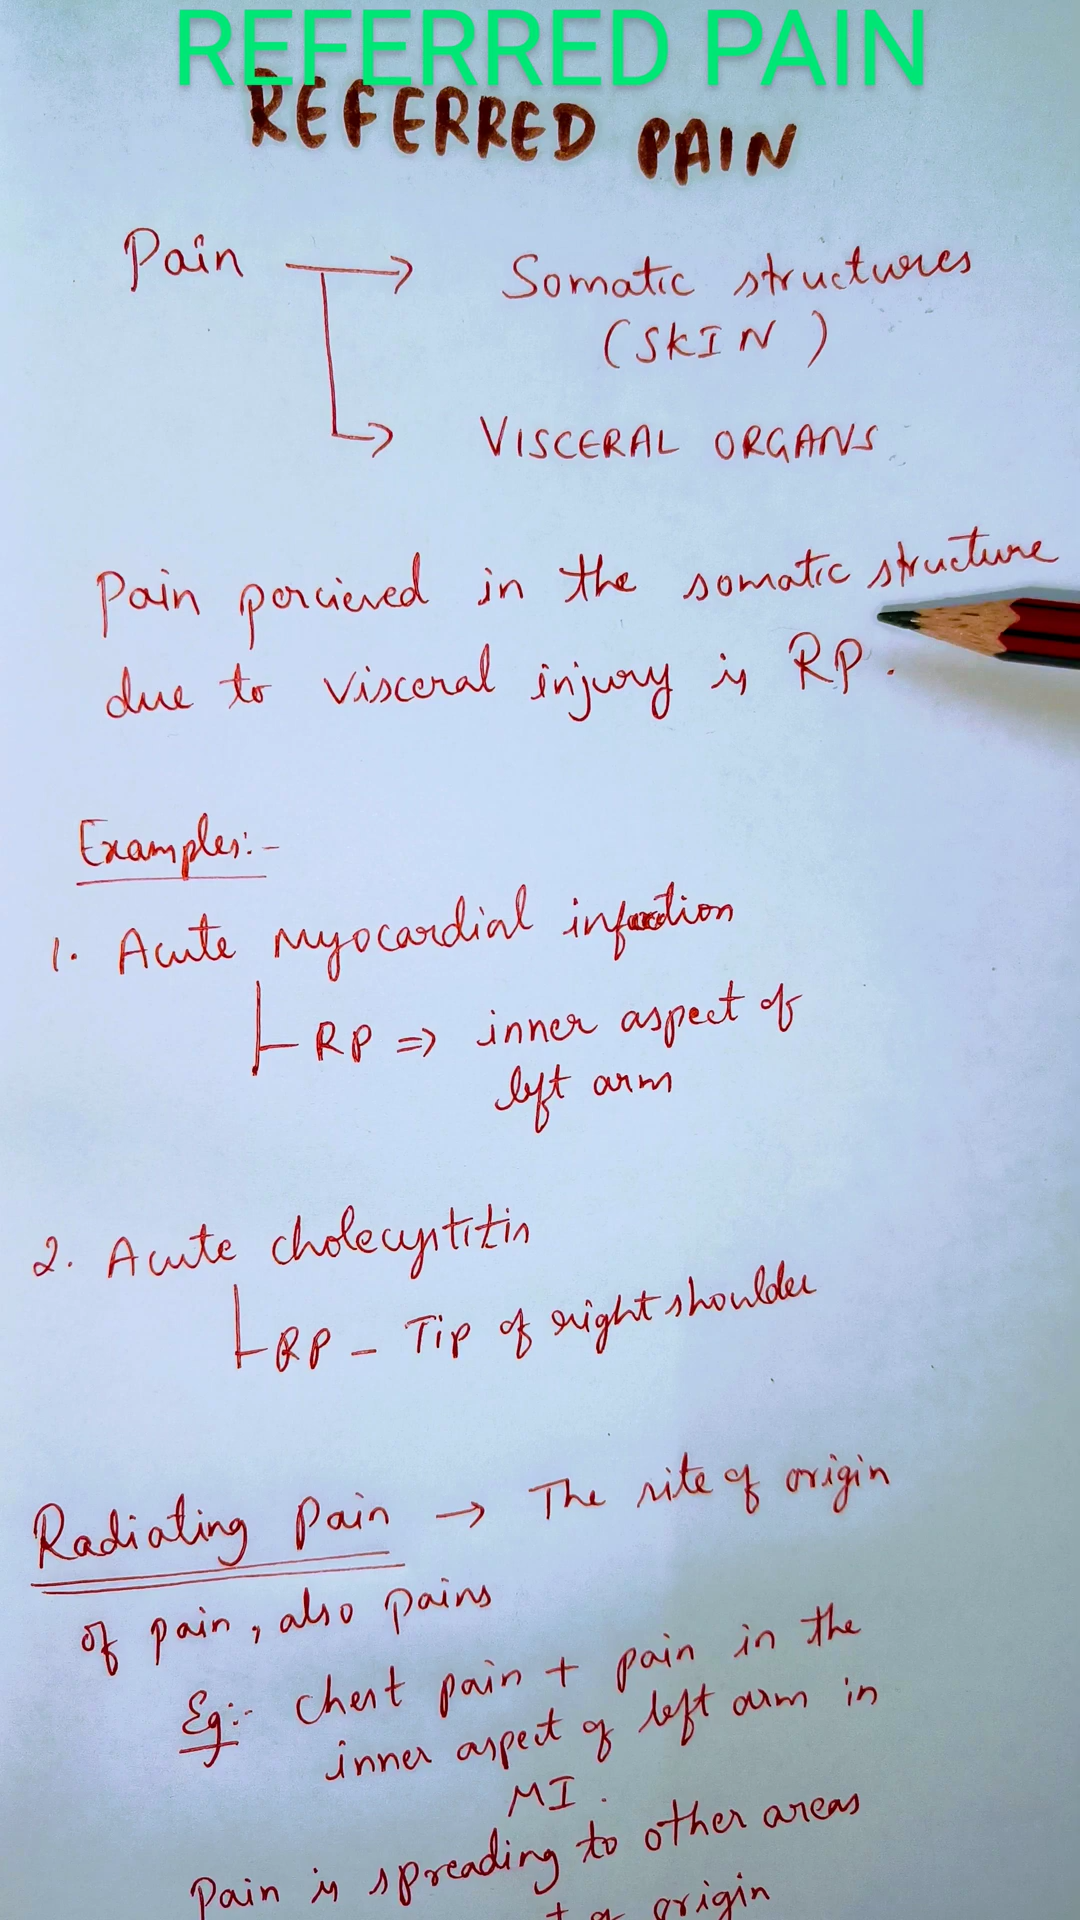 REFERRED PAIN
REFERRED PAIN
Pain → Somatic structures
(SKIN)
→ VISCERAL ORGANS
Pain percieved in the somatic structure
due to visceral injury is RP.
Examples:-
1. Acute myocardial infarction
RP => inner aspect of
left arm
2. Acute cholecystitis
RP - Tip of right shoulder
Radiating Pain → The site of origin
of pain, also pains
Eg:- Chest pain + pain in the
inner aspect of left arm in
MI.
Pain is spreading to other areas
of origin